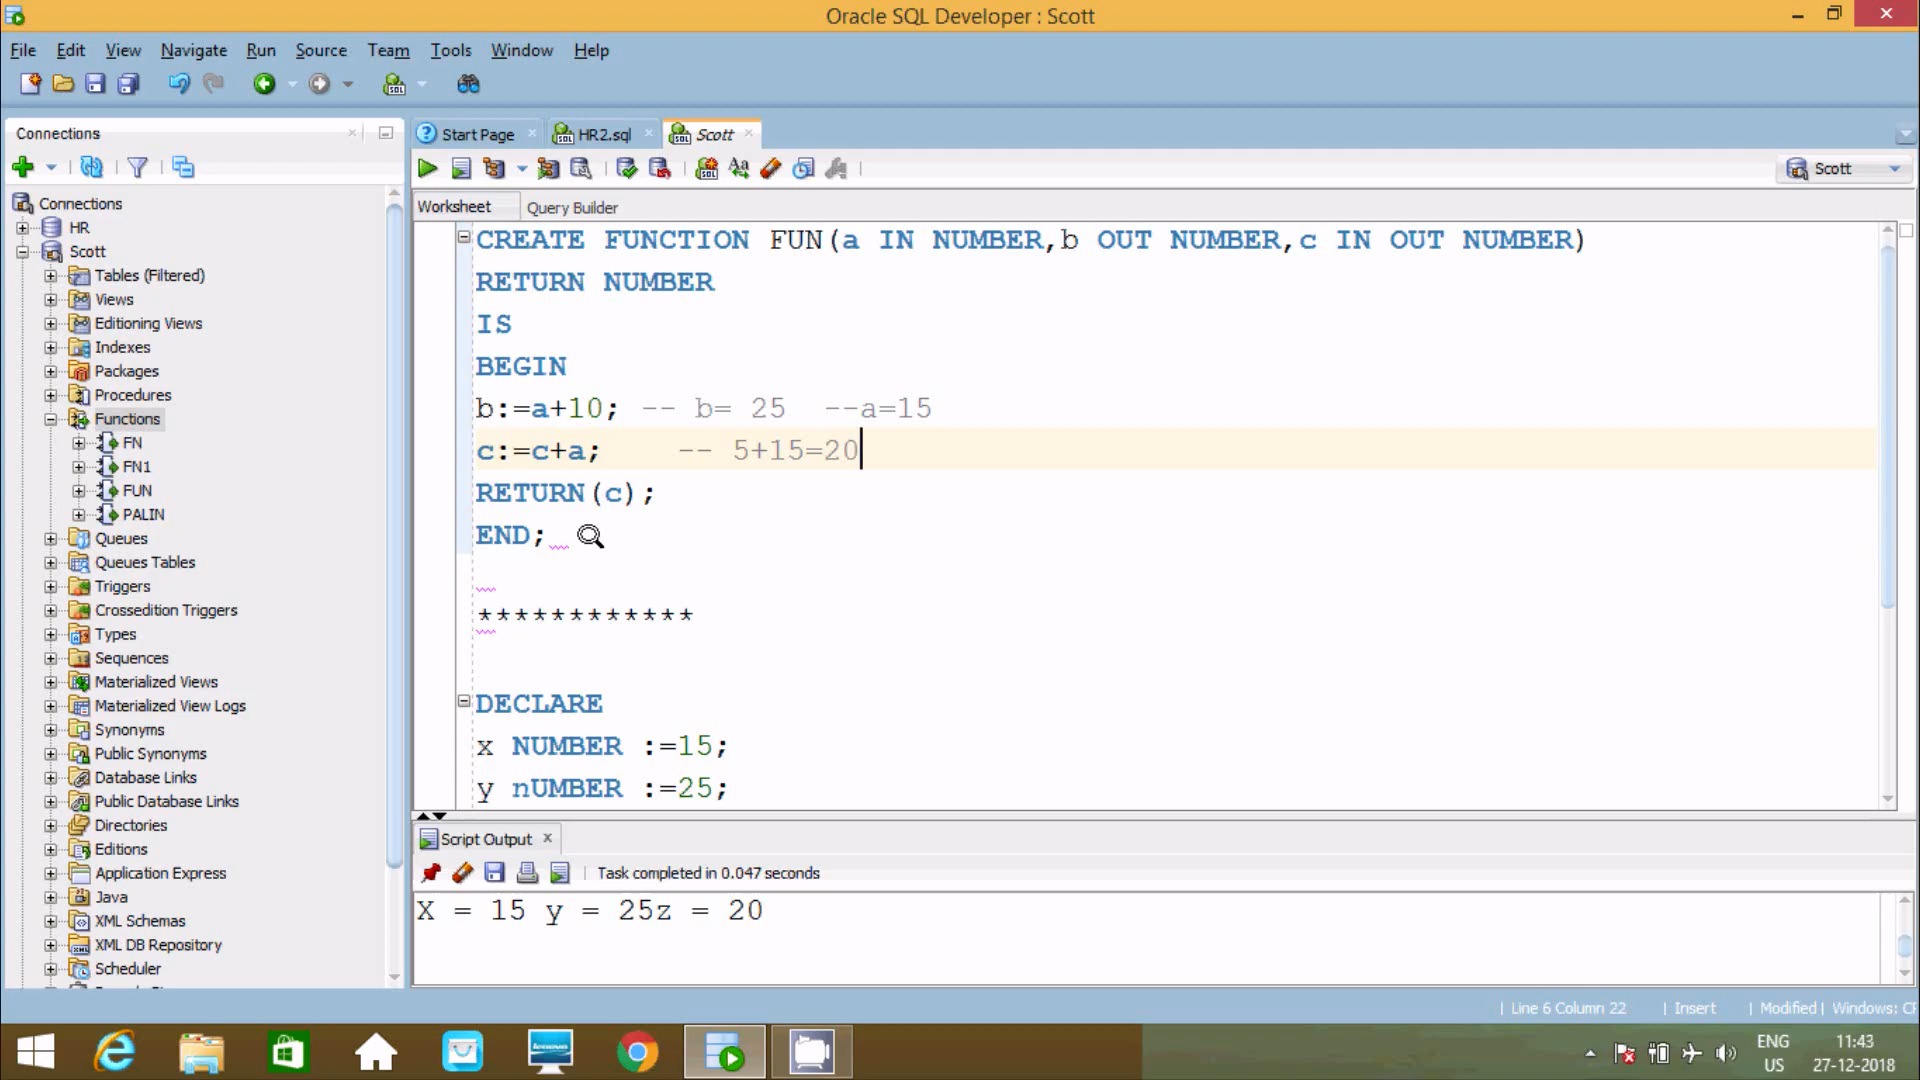 Oracle SQL Developer : Scott
File Edit View Navigate Run Source Team Tools Window Help
Connections
Start Page
HR2.sql
Scott
Scott
Worksheet Query Builder
Connections
HR
Scott
Tables (Filtered)
Views
Editioning Views
Indexes
Packages
Procedures
Functions
FN
FN1
FUN
PALIN
Queues
Queues Tables
Triggers
Crossedition Triggers
Types
Sequences
Materialized Views
Materialized View Logs
Synonyms
Public Synonyms
Database Links
Public Database Links
Directories
Editions
Application Express
Java
XML Schemas
XML DB Repository
Scheduler
CREATE FUNCTION FUN(a IN NUMBER,b OUT NUMBER,c IN OUT NUMBER)
RETURN NUMBER
IS
BEGIN
b:=a+10; -- b= 25  --a=15
c:=c+a;    -- 5+15=20
RETURN(c);
END;
************
DECLARE
x NUMBER :=15;
y nUMBER :=25;
Script Output
Task completed in 0.047 seconds
X = 15 y = 25z = 20
Line 6 Column 22 | Insert | Modified | Windows:
ENG
US
11:43
27-12-2018